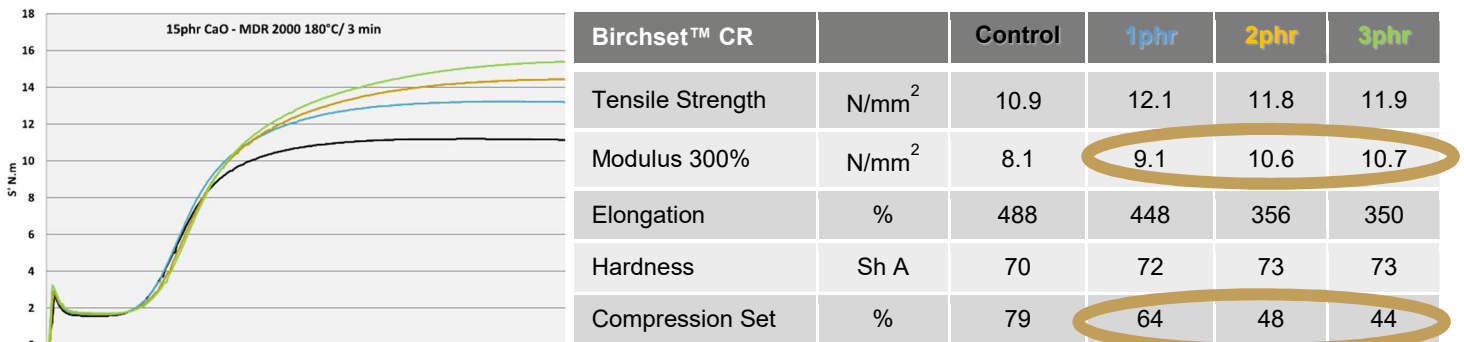 15phr CaO - MDR 2000 180°C/ 3 min
18
16
14
12
10
8
6
4
2
S' N.m
Birchset™ CR Control 1phr 2phr 3phr
Tensile Strength N/mm² 10.9 12.1 11.8 11.9
Modulus 300% N/mm² 8.1 9.1 10.6 10.7
Elongation % 488 448 356 350
Hardness Sh A 70 72 73 73
Compression Set % 79 64 48 44